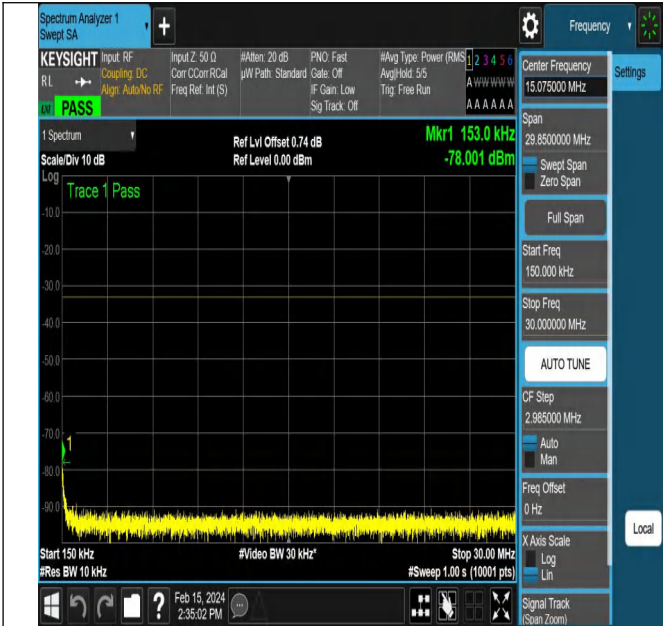 Spectrum Analyzer 1
Swept SA
Frequency
KEYSIGHT
RL
PASS
Input: RF
Coupling: DC
Align: Auto/No RF
Input Z: 50 Ω
Corr CCorr RCal
Freq Ref: Int (S)
#Atten: 20 dB
µW Path: Standard
PNO: Fast
Gate: Off
IF Gain: Low
Sig Track: Off
#Avg Type: Power (RMS
Avg|Hold: 5/5
Trig: Free Run
1 2 3 4 5 6
A W W W W W
A A A A A A
1 Spectrum
Scale/Div 10 dB
Ref Lvl Offset 0.74 dB
Ref Level 0.00 dBm
Mkr1 153.0 kHz
-78.001 dBm
Log
Trace 1 Pass
-10.0
-20.0
-30.0
-40.0
-50.0
-60.0
-70.0
-80.0
-90.0
1
Start 150 kHz
#Res BW 10 kHz
#Video BW 30 kHz*
Stop 30.00 MHz
#Sweep 1.00 s (10001 pts)
Feb 15, 2024
2:35:02 PM
Center Frequency
15.075000 MHz
Settings
Span
29.8500000 MHz
Swept Span
Zero Span
Full Span
Start Freq
150.000 kHz
Stop Freq
30.000000 MHz
AUTO TUNE
CF Step
2.985000 MHz
Auto
Man
Freq Offset
0 Hz
X Axis Scale
Log
Lin
Local
Signal Track
(Span Zoom)